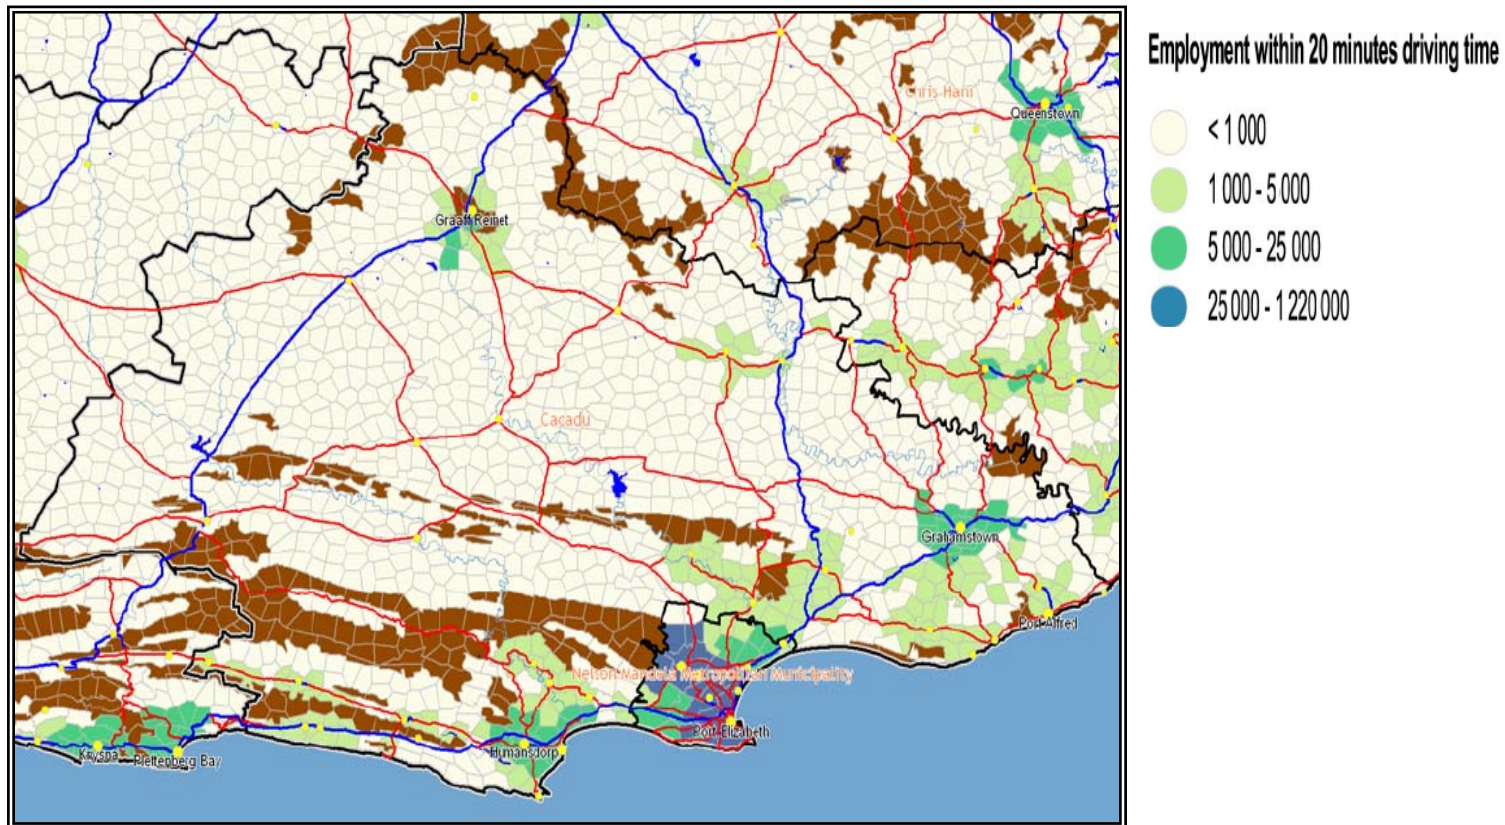 Employment within 20 minutes driving time
< 1 000
1 000 - 5 000
5 000 - 25 000
25 000 - 1 220 000
Chris Hani
Queenstown
Graaff Reinet
Cacadu
Grahamstown
Port Alfred
Nelson Mandela Metropolitan Municipality
Port Elizabeth
Humansdorp
Knysna
Plettenberg Bay